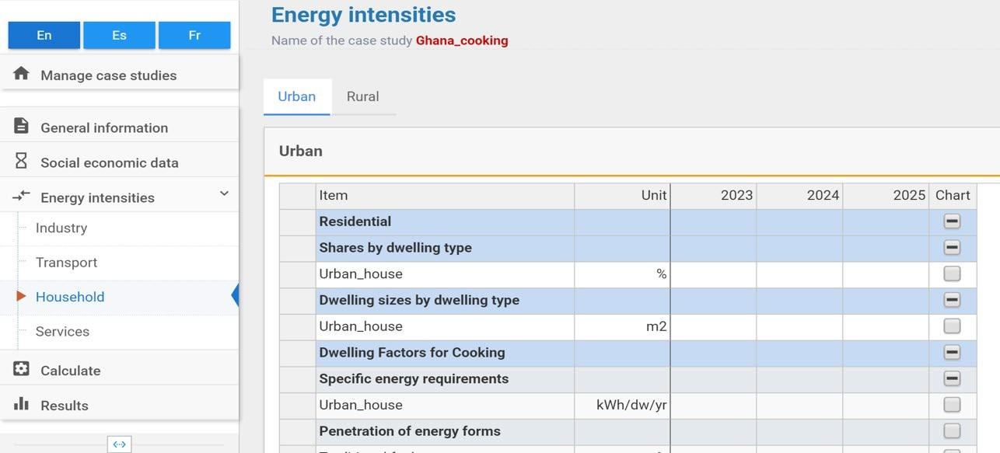 En Es Fr
Manage case studies
General information
Social economic data
Energy intensities
Industry
Transport
Household
Services
Calculate
Results
Energy intensities
Name of the case study Ghana_cooking
Urban Rural
Urban
Item Unit 2023 2024 2025 Chart
Residential
Shares by dwelling type
Urban_house %
Dwelling sizes by dwelling type
Urban_house m2
Dwelling Factors for Cooking
Specific energy requirements
Urban_house kWh/dw/yr
Penetration of energy forms